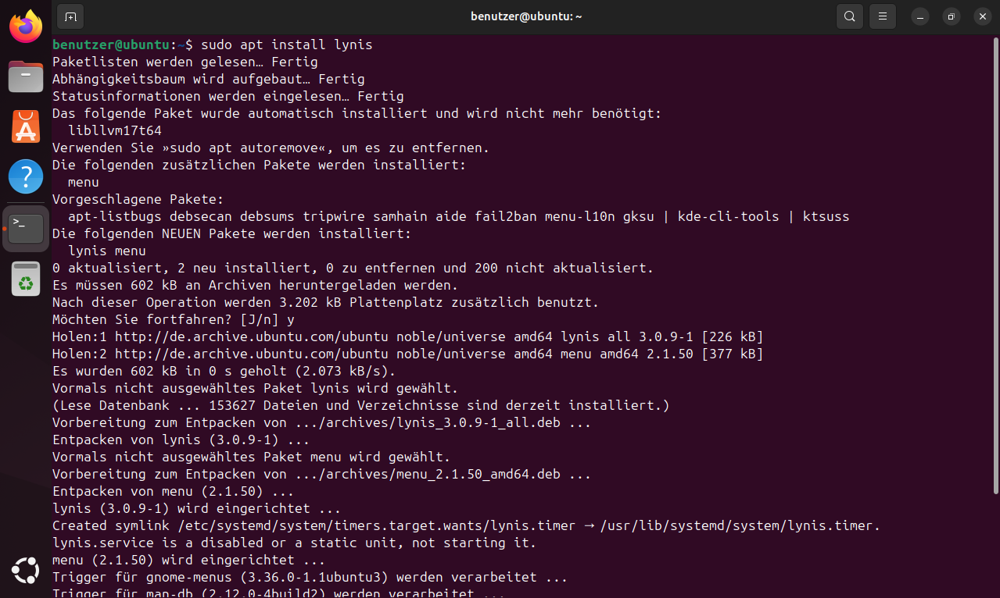 benutzer@ubuntu: ~
benutzer@ubuntu:~$ sudo apt install lynis
Paketlisten werden gelesen… Fertig
Abhängigkeitsbaum wird aufgebaut… Fertig
Statusinformationen werden eingelesen… Fertig
Das folgende Paket wurde automatisch installiert und wird nicht mehr benötigt:
  libllvm17t64
Verwenden Sie »sudo apt autoremove«, um es zu entfernen.
Die folgenden zusätzlichen Pakete werden installiert:
  menu
Vorgeschlagene Pakete:
  apt-listbugs debsecan debsums tripwire samhain aide fail2ban menu-l10n gksu | kde-cli-tools | ktsuss
Die folgenden NEUEN Pakete werden installiert:
  lynis menu
0 aktualisiert, 2 neu installiert, 0 zu entfernen und 200 nicht aktualisiert.
Es müssen 602 kB an Archiven heruntergeladen werden.
Nach dieser Operation werden 3.202 kB Plattenplatz zusätzlich benutzt.
Möchten Sie fortfahren? [J/n] y
Holen:1 http://de.archive.ubuntu.com/ubuntu noble/universe amd64 lynis all 3.0.9-1 [226 kB]
Holen:2 http://de.archive.ubuntu.com/ubuntu noble/universe amd64 menu amd64 2.1.50 [377 kB]
Es wurden 602 kB in 0 s geholt (2.073 kB/s).
Vormals nicht ausgewähltes Paket lynis wird gewählt.
(Lese Datenbank ... 153627 Dateien und Verzeichnisse sind derzeit installiert.)
Vorbereitung zum Entpacken von .../archives/lynis_3.0.9-1_all.deb ...
Entpacken von lynis (3.0.9-1) ...
Vormals nicht ausgewähltes Paket menu wird gewählt.
Vorbereitung zum Entpacken von .../archives/menu_2.1.50_amd64.deb ...
Entpacken von menu (2.1.50) ...
lynis (3.0.9-1) wird eingerichtet ...
Created symlink /etc/systemd/system/timers.target.wants/lynis.timer → /usr/lib/systemd/system/lynis.timer.
lynis.service is a disabled or a static unit, not starting it.
menu (2.1.50) wird eingerichtet ...
Trigger für gnome-menus (3.36.0-1.1ubuntu3) werden verarbeitet ...
Trigger für man-db (2.12.0-4build2) werden verarbeitet ...